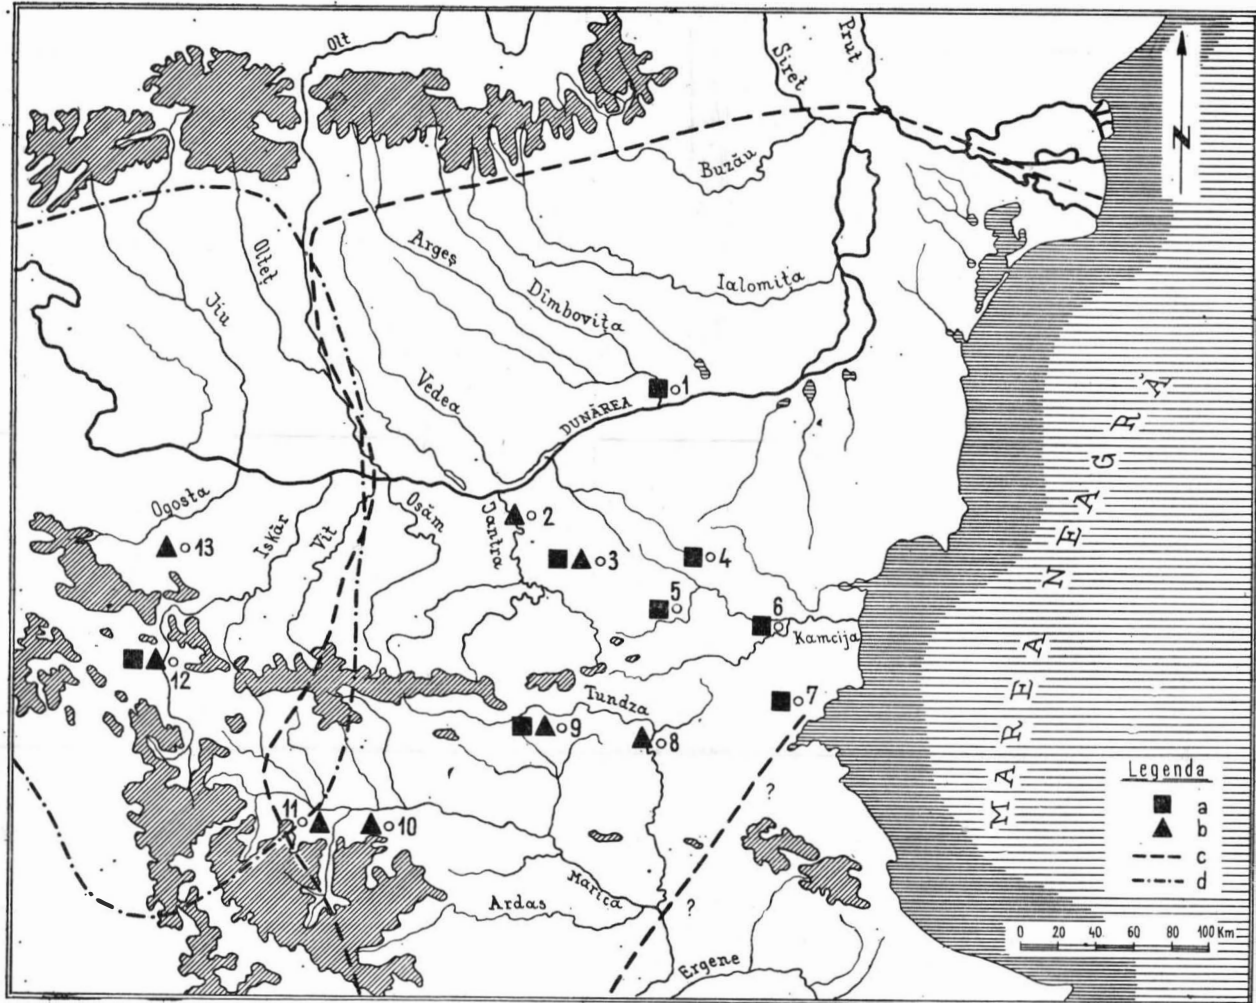 Olt
Siret
Prut
N
Buzău
Olteț
Argeș
Ialomița
Dîmbovița
Jiu
Vedea
1
DUNĂREA
MAREA NEAGRĂ
Ogosta
Iskăr
Vit
Osăm
Jantra
2
13
3
4
5
6
Kamcija
12
Tundza
7
9
8
Legenda
a
b
c
d
?
11
10
Marica
Ardas
?
Ergene
0 20 40 60 80 100 Km